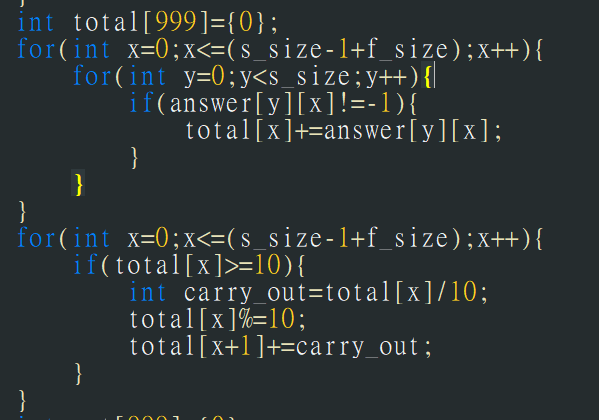 }
int total[999]={0};
for(int x=0;x<=(s_size-1+f_size);x++){
    for(int y=0;y<s_size;y++){
        if(answer[y][x]!=-1){
            total[x]+=answer[y][x];
        }
    }
}
for(int x=0;x<=(s_size-1+f_size);x++){
    if(total[x]>=10){
        int carry_out=total[x]/10;
        total[x]%=10;
        total[x+1]+=carry_out;
    }
}